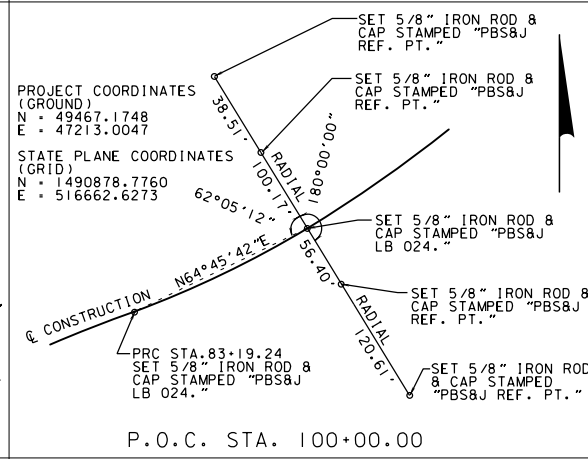 SET 5/8" IRON ROD &
CAP STAMPED "PBS&J
REF. PT."
SET 5/8" IRON ROD &
CAP STAMPED "PBS&J
REF. PT."
PROJECT COORDINATES
(GROUND)
N = 49467.1748
E = 47213.0047
STATE PLANE COORDINATES
(GRID)
N = 1490878.7760
E = 516662.6273
38.51'
RADIAL
100.17'
180°00'00"
62°05'12"
SET 5/8" IRON ROD &
CAP STAMPED "PBS&J
LB 024."
56.40'
N64°45'42"E
℄ CONSTRUCTION
SET 5/8" IRON ROD &
CAP STAMPED "PBS&J
REF. PT."
RADIAL
120.61'
PRC STA.83+19.24
SET 5/8" IRON ROD &
CAP STAMPED "PBS&J
LB 024."
SET 5/8" IRON ROD
& CAP STAMPED
"PBS&J REF. PT."
P.O.C. STA. 100+00.00